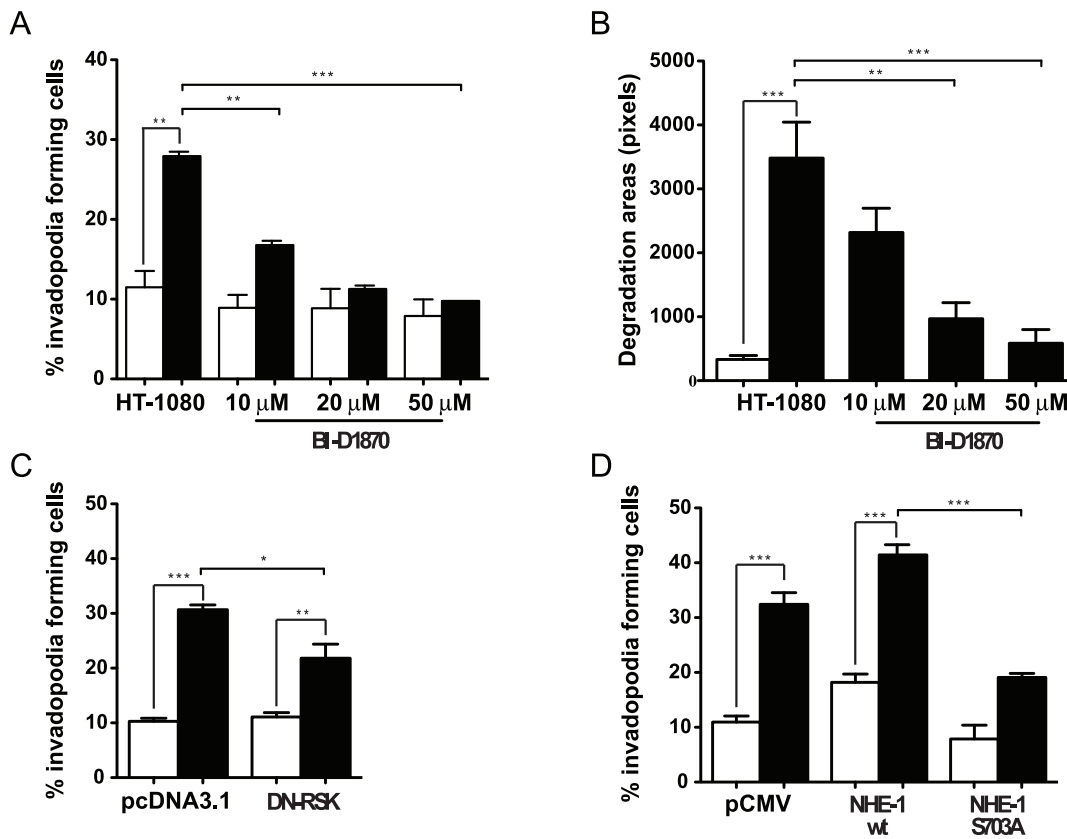 A
% invadopodia forming cells
40
30
20
10
0
**
**
***
HT-1080
10 μM
20 μM
50 μM
BI-D1870
B
Degradation areas (pixels)
5000
4000
3000
2000
1000
0
***
**
***
HT-1080
10 μM
20 μM
50 μM
BI-D1870
C
% invadopodia forming cells
50
40
30
20
10
0
***
*
**
pcDNA3.1
DN-RSK
D
% invadopodia forming cells
50
40
30
20
10
0
***
***
***
pCMV
NHE-1
wt
NHE-1
S703A